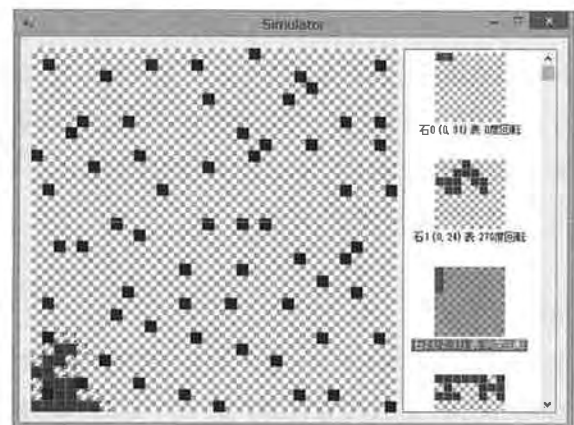 Simulator
石0 (0, 31) 表 0度回転
石1 (0, 24) 表 270度回転